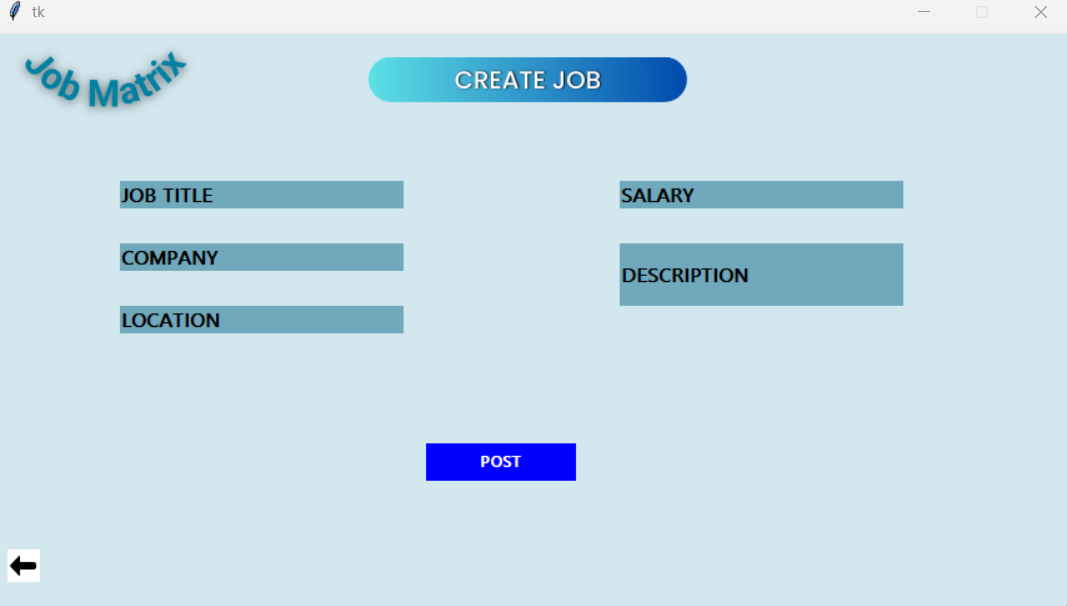 tk
Job Matrix
CREATE JOB
JOB TITLE
SALARY
COMPANY
DESCRIPTION
LOCATION
POST